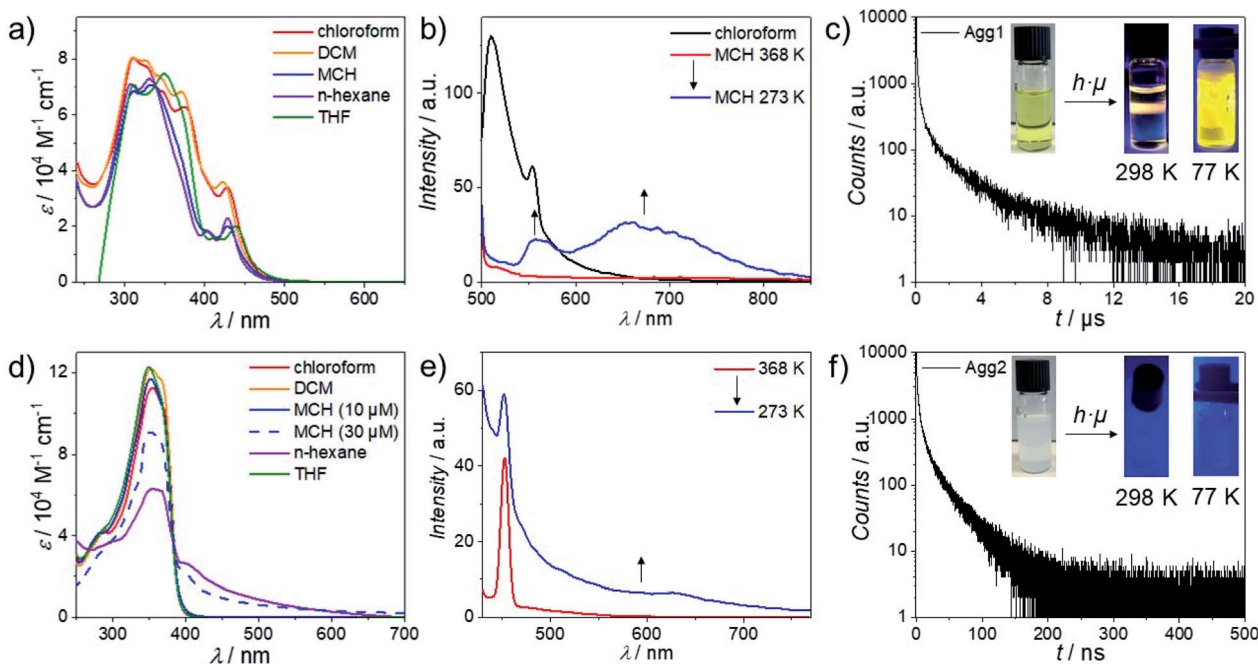 a)
ε / 10⁴ M⁻¹ cm⁻¹
8
6
4
2
0
300 400 500 600
λ / nm
chloroform
DCM
MCH
n-hexane
THF
b)
Intensity / a.u.
100
50
0
500 600 700 800
λ / nm
chloroform
MCH 368 K
MCH 273 K
c)
Counts / a.u.
10000
1000
100
10
1
0 4 8 12 16 20
t / µs
Agg1
h·μ
298 K 77 K
d)
ε / 10⁴ M⁻¹ cm⁻¹
12
8
4
0
300 400 500 600 700
λ / nm
chloroform
DCM
MCH (10 µM)
MCH (30 µM)
n-hexane
THF
e)
Intensity / a.u.
60
40
20
0
500 600 700
λ / nm
368 K
273 K
f)
Counts / a.u.
10000
1000
100
10
1
0 100 200 300 400 500
t / ns
Agg2
h·μ
298 K 77 K